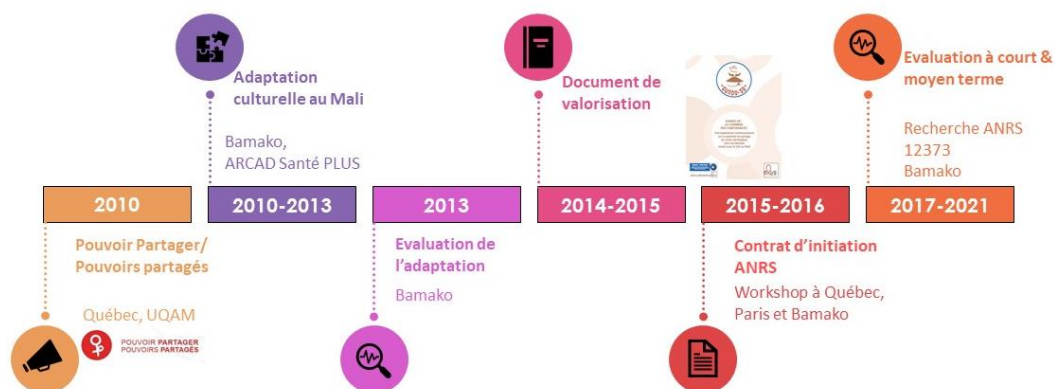 Adaptation
culturelle au Mali
Bamako,
ARCAD Santé PLUS
Document de
valorisation
Evaluation à court &
moyen terme
Recherche ANRS
12373
Bamako
2010
2010-2013
2013
2014-2015
2015-2016
2017-2021
Pouvoir Partager/
Pouvoirs partagés
Québec, UQAM
POUVOIR PARTAGER
POUVOIRS PARTAGÉS
Evaluation de
l'adaptation
Bamako
Contrat d'initiation
ANRS
Workshop à Québec,
Paris et Bamako